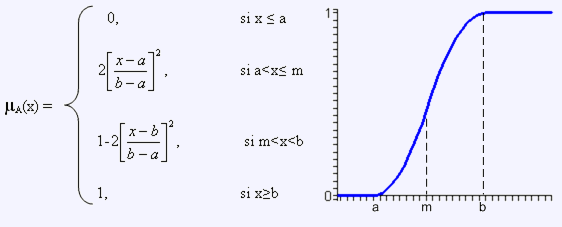 μA(x) =
0, si x ≤ a
2[(x−a)/(b−a)]², si a<x≤ m
1-2[(x−b)/(b−a)]², si m<x<b
1, si x≥b
1
0
a m b